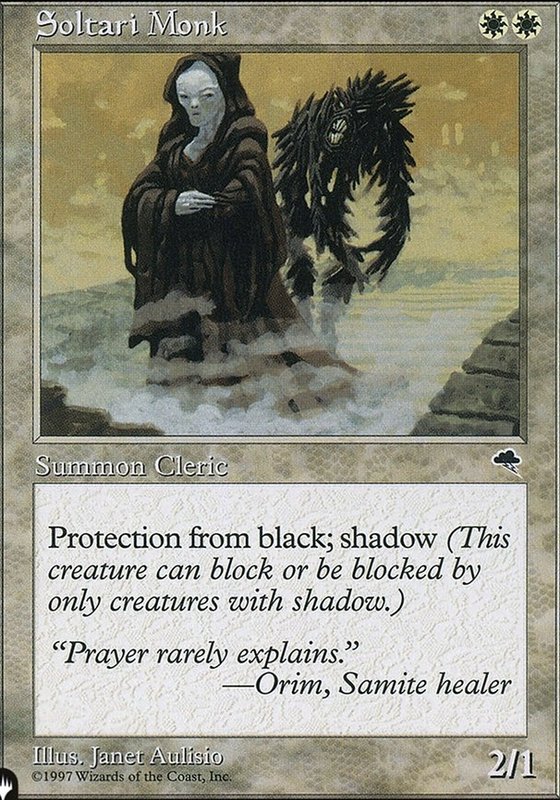 Soltari Monk
Summon Cleric
Protection from black; shadow (This
creature can block or be blocked by
only creatures with shadow.)
“Prayer rarely explains.”
—Orim, Samite healer
Illus. Janet Aulisio
©1997 Wizards of the Coast, Inc.
2/1